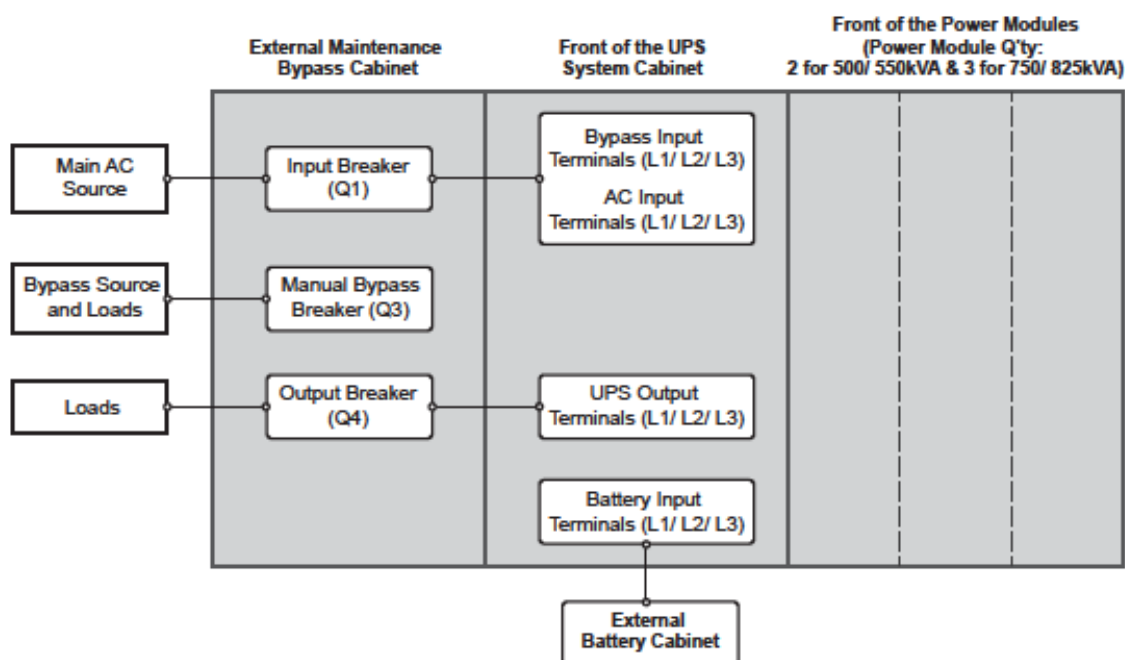 External Maintenance
Bypass Cabinet
Front of the UPS
System Cabinet
Front of the Power Modules
(Power Module Q'ty:
2 for 500/ 550kVA & 3 for 750/ 825kVA)
Main AC
Source
Input Breaker
(Q1)
Bypass Input
Terminals (L1/ L2/ L3)
AC Input
Terminals (L1/ L2/ L3)
Bypass Source
and Loads
Manual Bypass
Breaker (Q3)
Loads
Output Breaker
(Q4)
UPS Output
Terminals (L1/ L2/ L3)
Battery Input
Terminals (L1/ L2/ L3)
External
Battery Cabinet